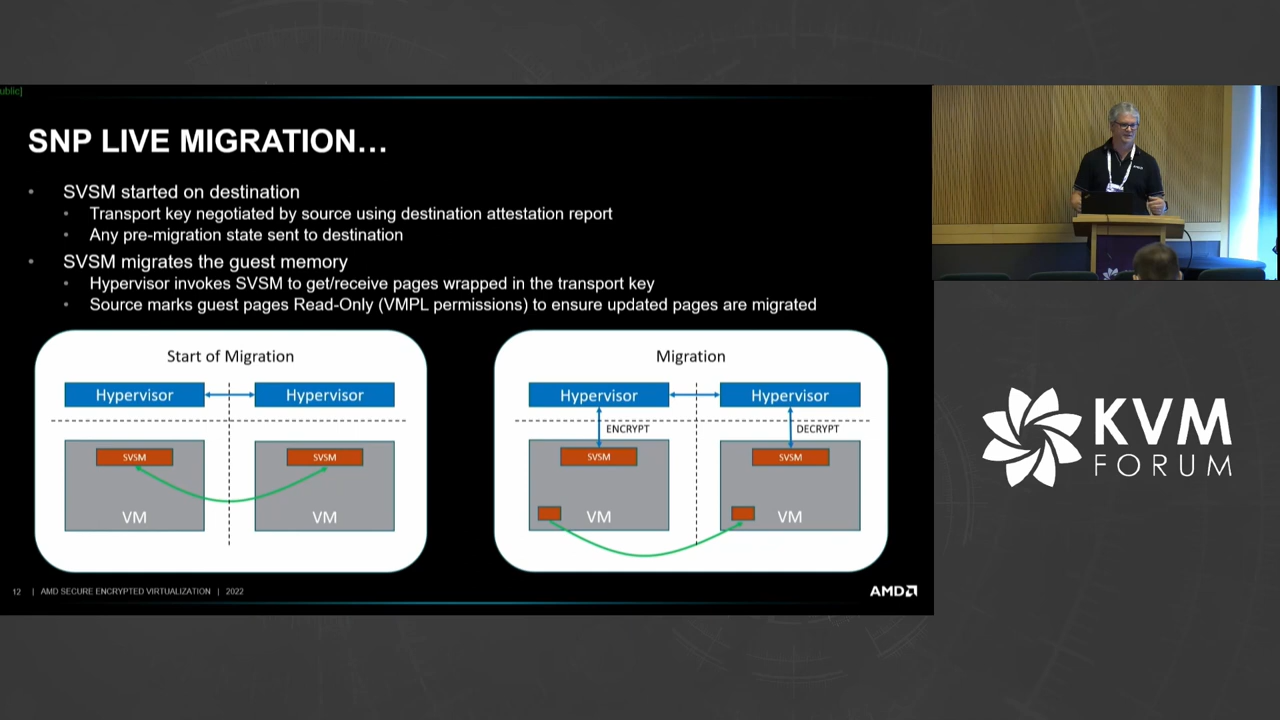 ublic]
SNP LIVE MIGRATION...
• SVSM started on destination
• Transport key negotiated by source using destination attestation report
• Any pre-migration state sent to destination
• SVSM migrates the guest memory
• Hypervisor invokes SVSM to get/receive pages wrapped in the transport key
• Source marks guest pages Read-Only (VMPL permissions) to ensure updated pages are migrated
Start of Migration
Hypervisor Hypervisor
SVSM SVSM
VM VM
Migration
Hypervisor Hypervisor
ENCRYPT DECRYPT
SVSM SVSM
VM VM
12 | AMD SECURE ENCRYPTED VIRTUALIZATION | 2022
AMD
KVM
FORUM